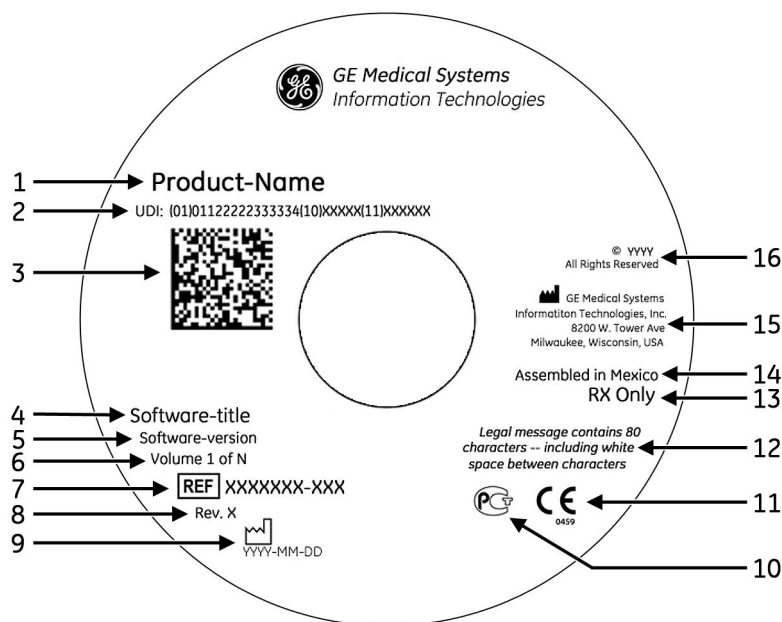 GE
GE Medical Systems
Information Technologies
1
Product-Name
2
UDI: (01)01122222333334(10)XXXXX(11)XXXXXX
3
4
Software-title
5
Software-version
6
Volume 1 of N
7
REF XXXXXXX-XXX
8
Rev. X
9
YYYY-MM-DD
© YYYY
All Rights Reserved
16
GE Medical Systems
Informatiton Technologies, Inc.
8200 W. Tower Ave
Milwaukee, Wisconsin, USA
15
Assembled in Mexico
14
RX Only
13
Legal message contains 80
characters -- including white
space between characters
12
PCT
CE
0459
11
10